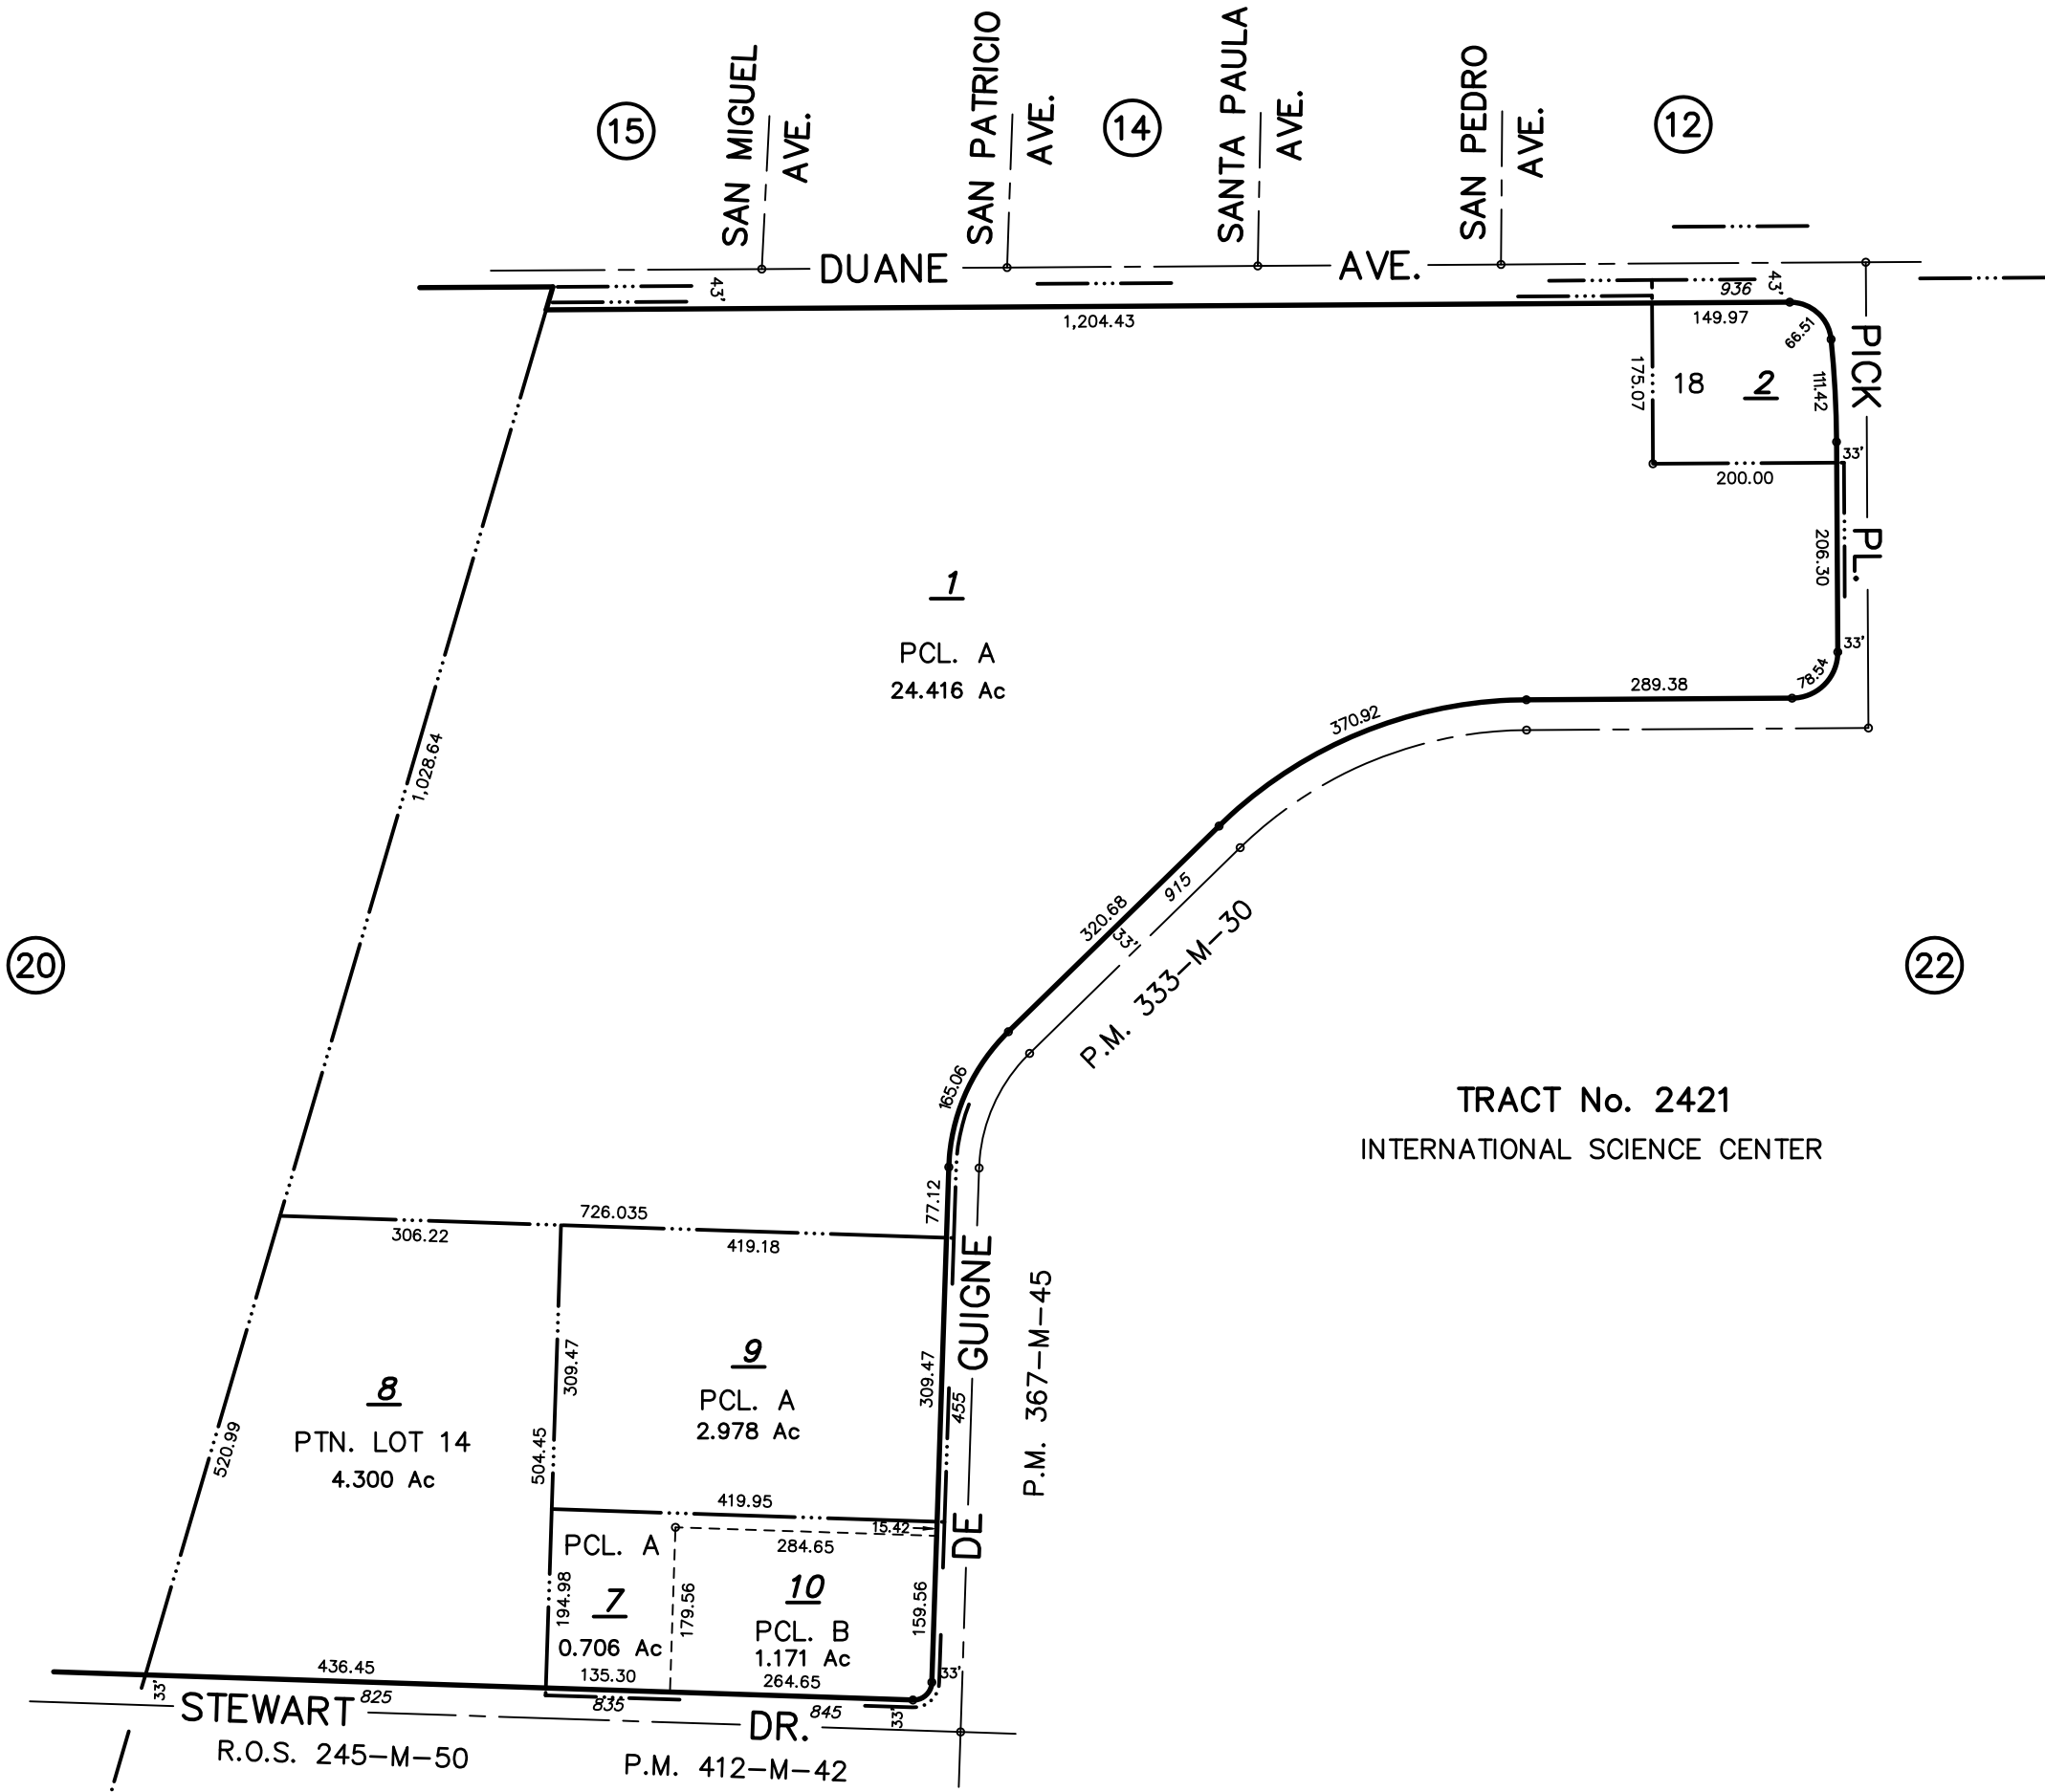 15
SAN MIGUEL
AVE.
SAN PATRICIO
AVE.
14
SANTA PAULA
AVE.
SAN PEDRO
AVE.
12
DUANE AVE.
43'
43'
936
1,204.43
149.97
66.51
PICK PL.
175.07
18
2
111.42
33'
200.00
206.30
33'
78.54
1
PCL. A
24.416 Ac
289.38
370.92
1,028.64
320.68
915
33'
P.M. 333-M-30
20
22
165.06
TRACT No. 2421
INTERNATIONAL SCIENCE CENTER
77.12
726.035
306.22
419.18
DE GUIGNE
P.M. 367-M-45
309.47
309.47
455
9
PCL. A
2.978 Ac
8
PTN. LOT 14
4.300 Ac
520.99
504.45
419.95
15.42
284.65
PCL. A
7
0.706 Ac
194.98
179.56
10
PCL. B
1.171 Ac
159.56
436.45
135.30
264.65
33'
33'
825
835
845
33'
STEWART DR.
R.O.S. 245-M-50
P.M. 412-M-42